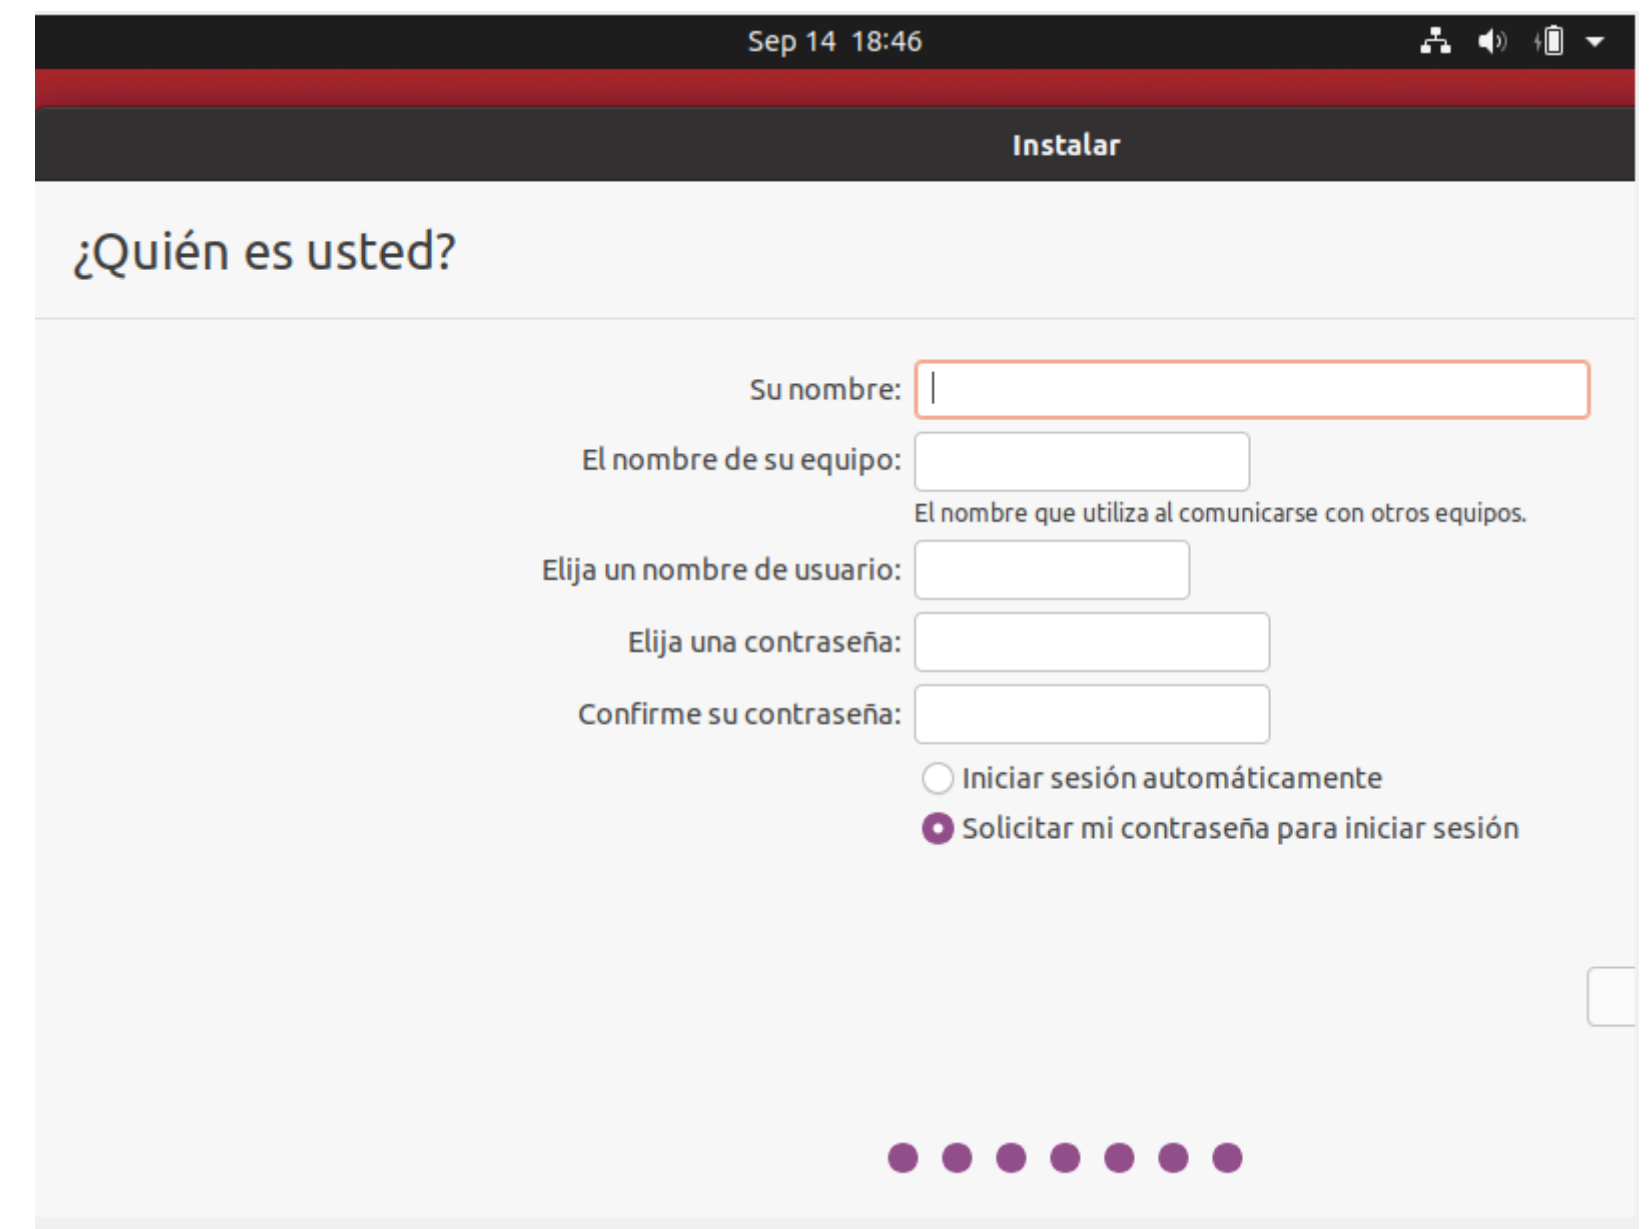 Sep 14 18:46
Instalar
¿Quién es usted?
Su nombre:
El nombre de su equipo:
El nombre que utiliza al comunicarse con otros equipos.
Elija un nombre de usuario:
Elija una contraseña:
Confirme su contraseña:
Iniciar sesión automáticamente
Solicitar mi contraseña para iniciar sesión